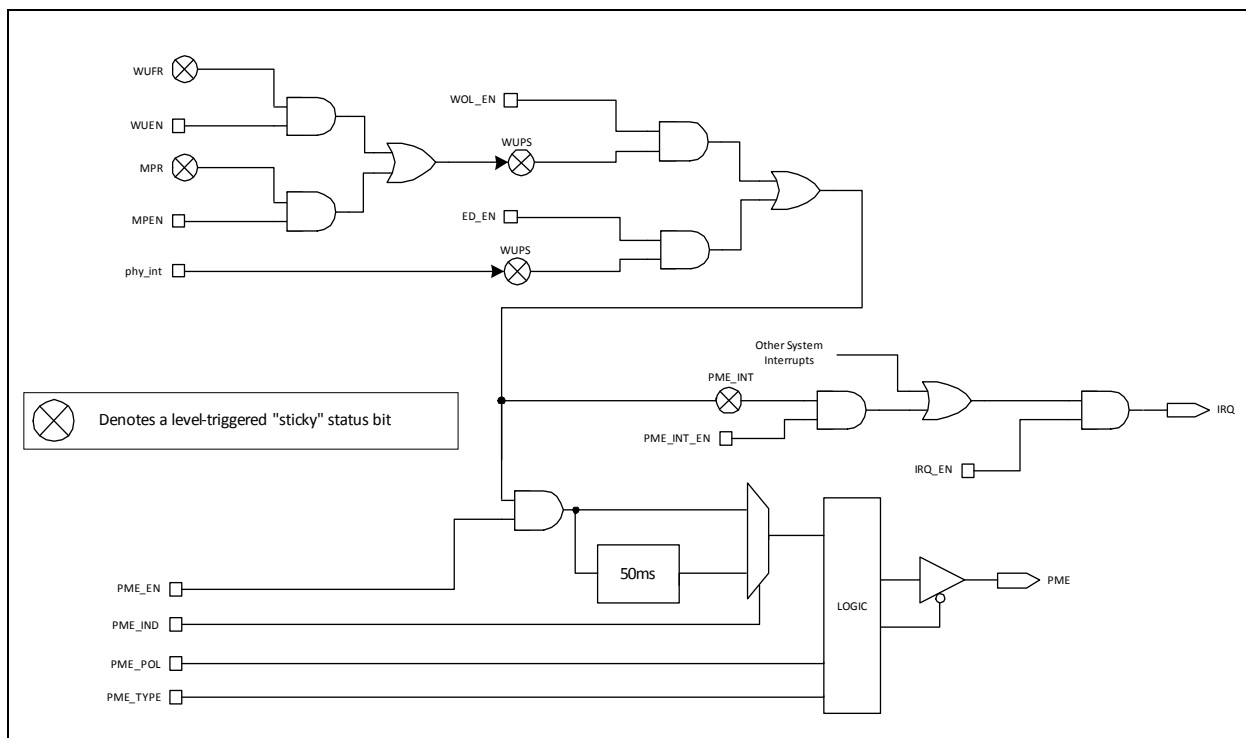 WUFR
WOL_EN
WUEN
WUPS
MPR
MPEN
ED_EN
WUPS
phy_int
Other System
Interrupts
PME_INT
IRQ
Denotes a level-triggered "sticky" status bit
PME_INT_EN
IRQ_EN
50ms
PME_EN
PME
LOGIC
PME_IND
PME_POL
PME_TYPE